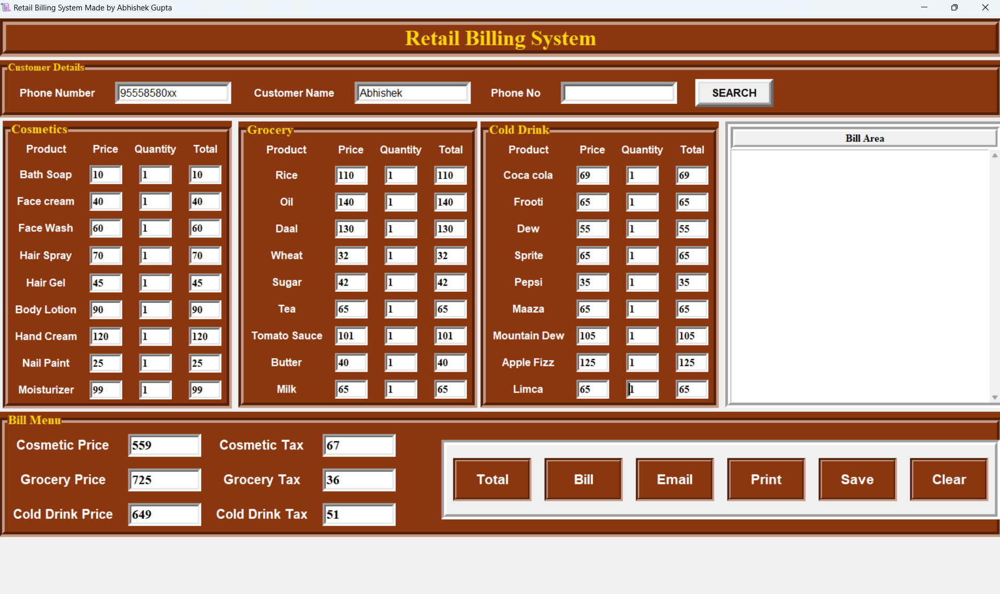 Retail Billing System Made by Abhishek Gupta
Retail Billing System
Customer Details
Phone Number 95558580xx Customer Name Abhishek Phone No SEARCH
Cosmetics
Product Price Quantity Total
Bath Soap 10 1 10
Face cream 40 1 40
Face Wash 60 1 60
Hair Spray 70 1 70
Hair Gel 45 1 45
Body Lotion 90 1 90
Hand Cream 120 1 120
Nail Paint 25 1 25
Moisturizer 99 1 99
Grocery
Product Price Quantity Total
Rice 110 1 110
Oil 140 1 140
Daal 130 1 130
Wheat 32 1 32
Sugar 42 1 42
Tea 65 1 65
Tomato Sauce 101 1 101
Butter 40 1 40
Milk 65 1 65
Cold Drink
Product Price Quantity Total
Coca cola 69 1 69
Frooti 65 1 65
Dew 55 1 55
Sprite 65 1 65
Pepsi 35 1 35
Maaza 65 1 65
Mountain Dew 105 1 105
Apple Fizz 125 1 125
Limca 65 1 65
Bill Area
Bill Menu
Cosmetic Price 559 Cosmetic Tax 67
Grocery Price 725 Grocery Tax 36
Cold Drink Price 649 Cold Drink Tax 51
Total Bill Email Print Save Clear